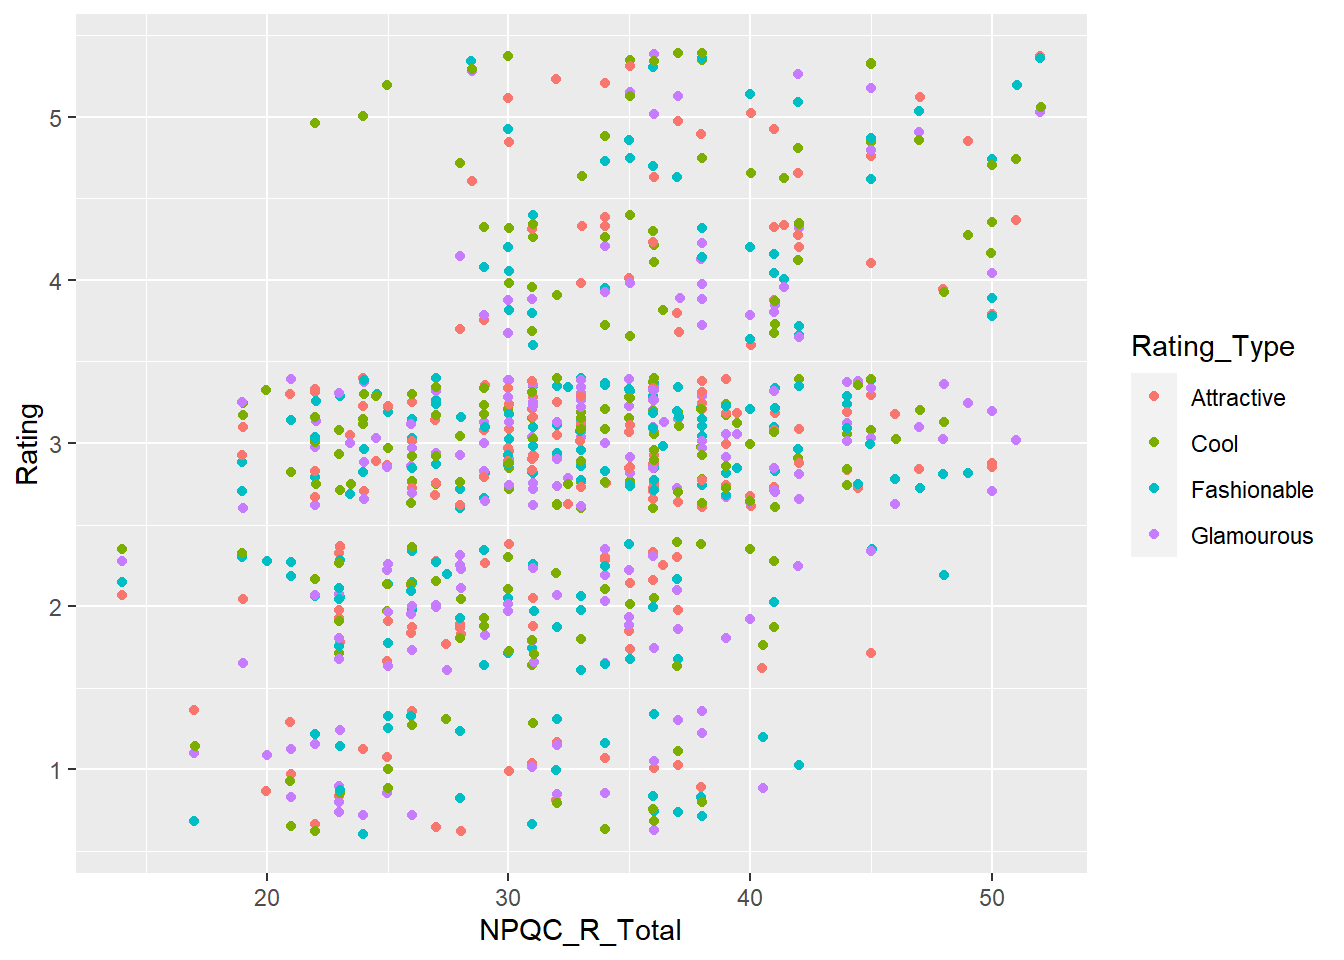 5
4
3
2
1
Rating
20 30 40 50
NPQC_R_Total
Rating_Type
Attractive
Cool
Fashionable
Glamourous